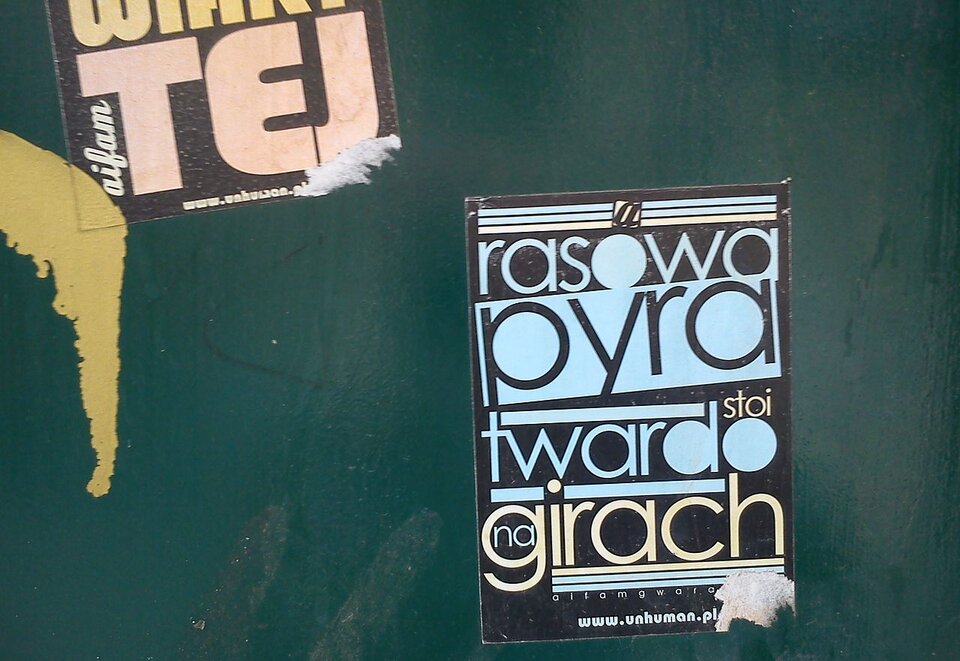 TEJ
aifam
rasowa
pyra
stoi
twardo
na girach
aifamgwara
www.unhuman.pl